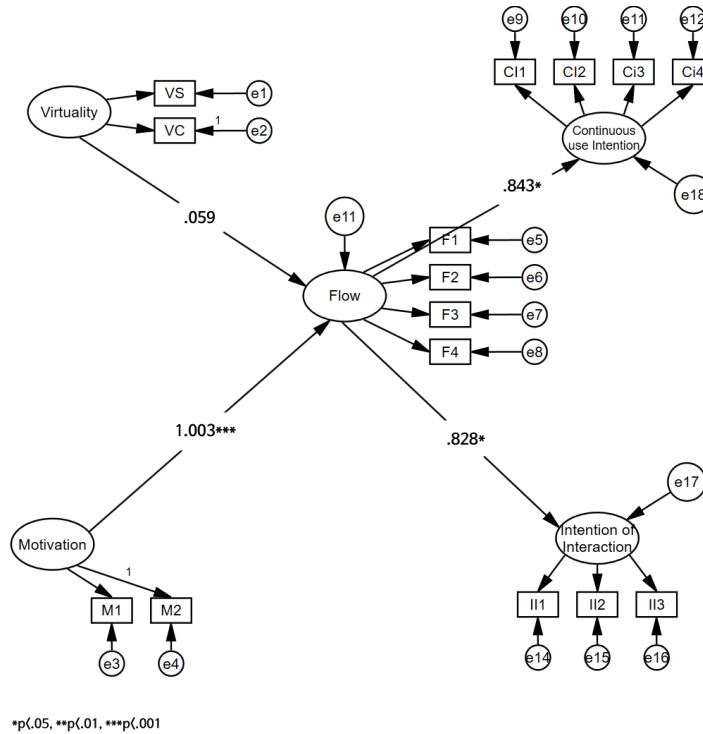 e9
e10
e11
e12
CI1
CI2
Ci3
Ci4
Continuous
use Intention
e18
Virtuality
VS
e1
VC
1
e2
.059
.843*
e11
Flow
F1
e5
F2
e6
F3
e7
F4
e8
1.003***
.828*
e17
Intention of
Interaction
II1
II2
II3
e14
e15
e16
Motivation
1
M1
M2
e3
e4
*p⟨.05, **p⟨.01, ***p⟨.001